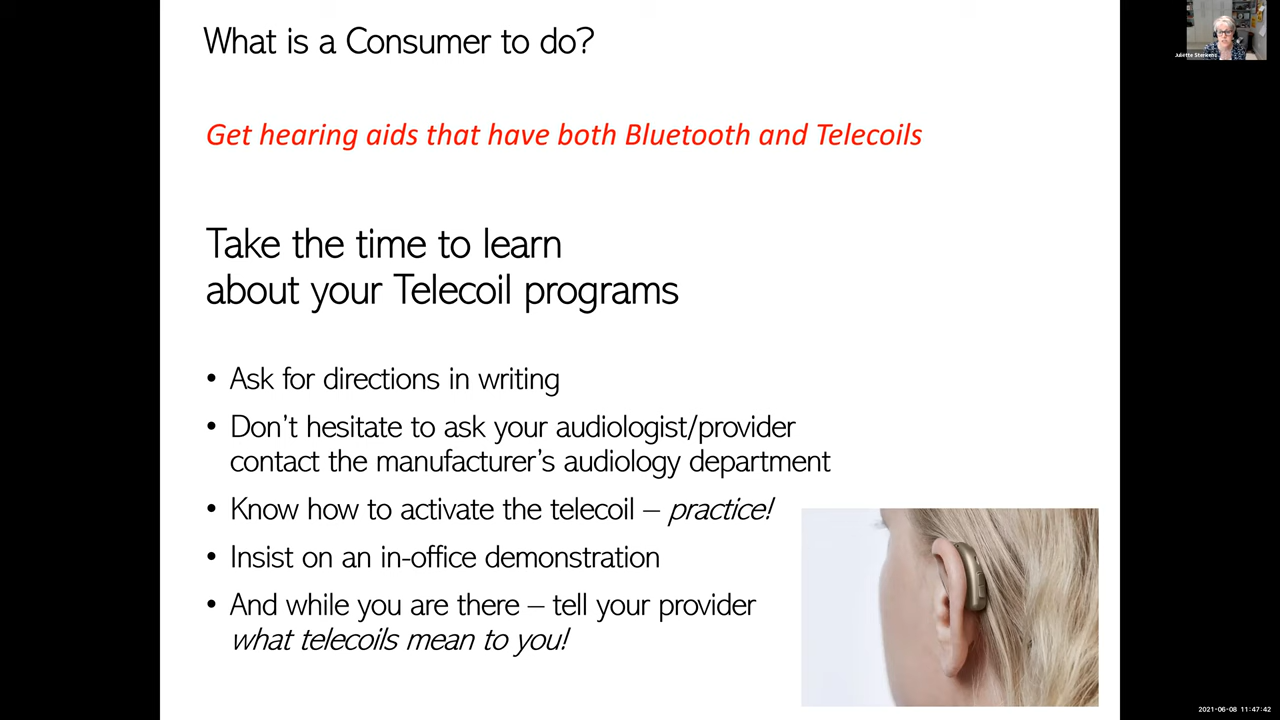 What is a Consumer to do?
Get hearing aids that have both Bluetooth and Telecoils
Take the time to learn
about your Telecoil programs
• Ask for directions in writing
• Don't hesitate to ask your audiologist/provider
contact the manufacturer's audiology department
• Know how to activate the telecoil – practice!
• Insist on an in-office demonstration
• And while you are there – tell your provider
what telecoils mean to you!
Juliette Sterkens
2021-06-08 11:47:42